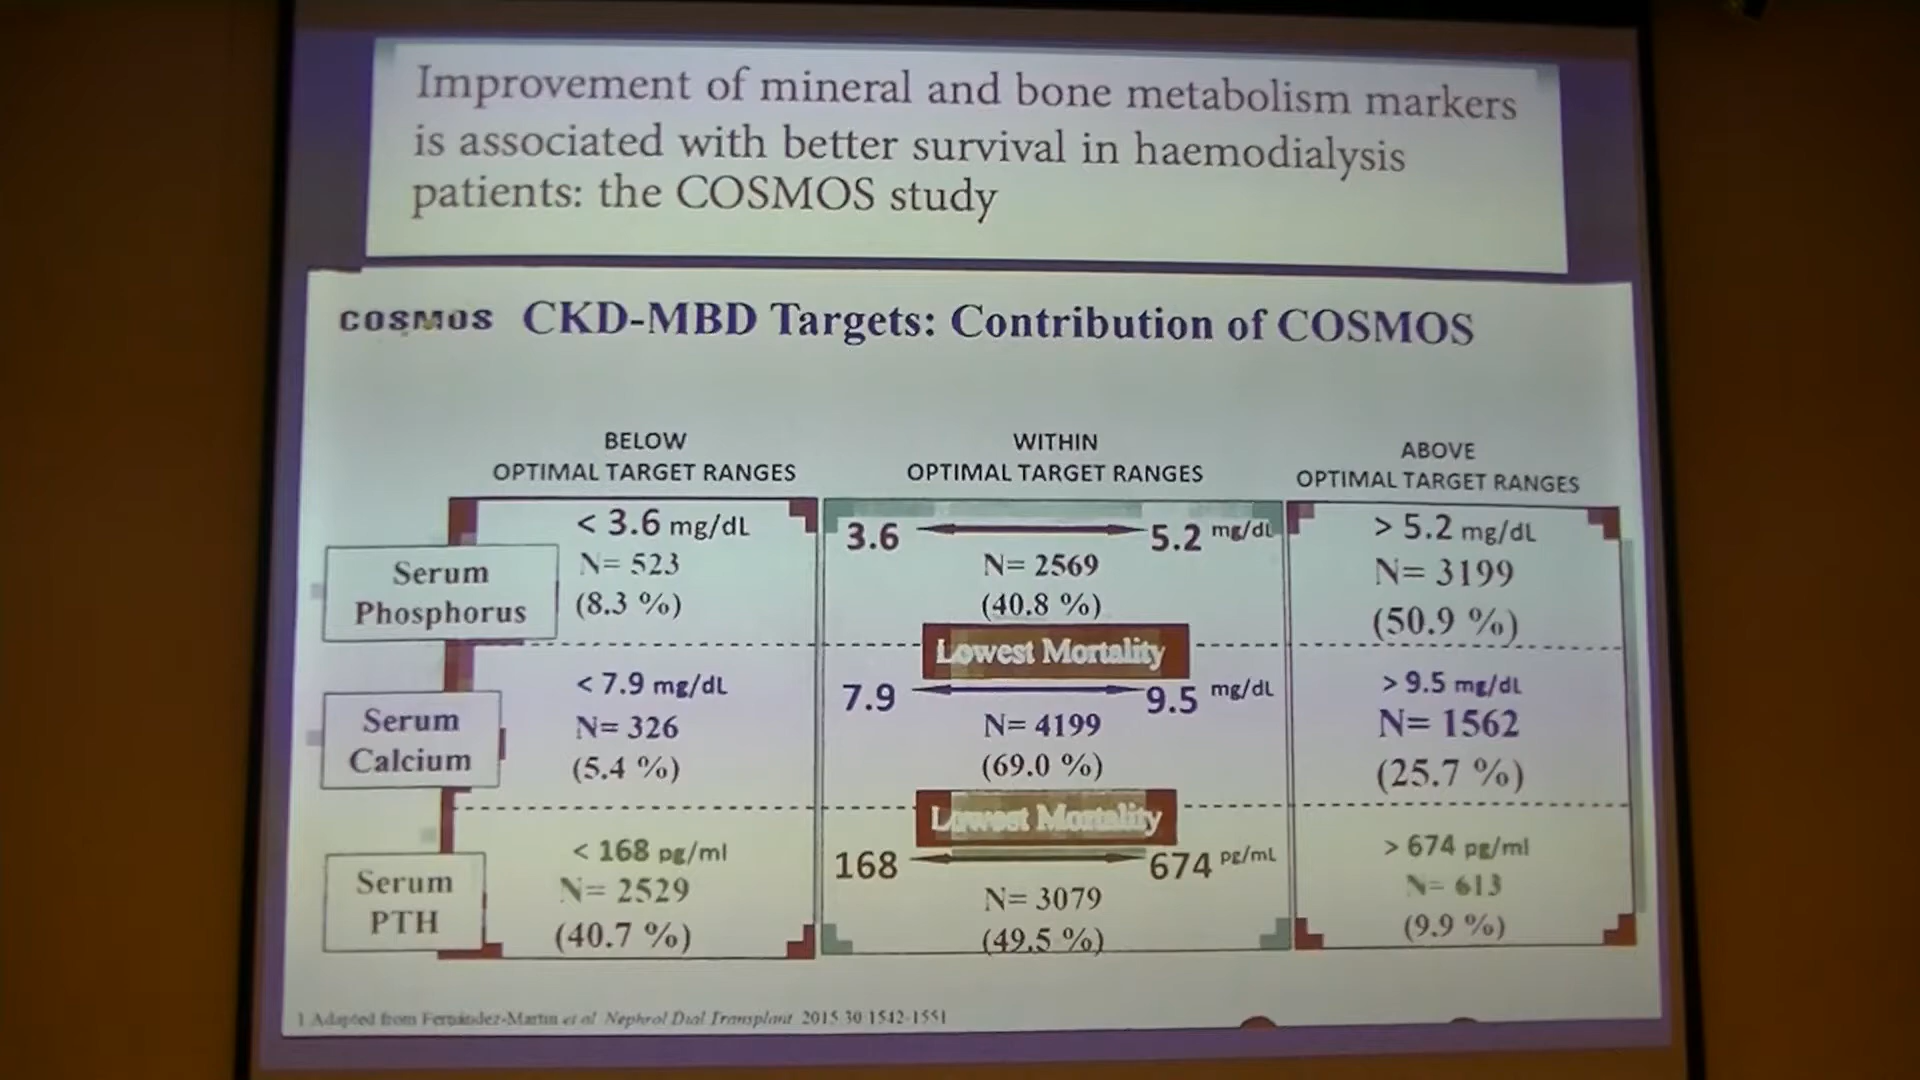 Improvement of mineral and bone metabolism markers
is associated with better survival in haemodialysis
patients: the COSMOS study
COSMOS CKD-MBD Targets: Contribution of COSMOS
BELOW
OPTIMAL TARGET RANGES
WITHIN
OPTIMAL TARGET RANGES
ABOVE
OPTIMAL TARGET RANGES
Serum
Phosphorus
< 3.6 mg/dL
N= 523
(8.3 %)
3.6 5.2 mg/dL
N= 2569
(40.8 %)
> 5.2 mg/dL
N= 3199
(50.9 %)
Lowest Mortality
Serum
Calcium
< 7.9 mg/dL
N= 326
(5.4 %)
7.9 9.5 mg/dL
N= 4199
(69.0 %)
> 9.5 mg/dL
N= 1562
(25.7 %)
Lowest Mortality
Serum
PTH
< 168 pg/ml
N= 2529
(40.7 %)
168 674 pg/mL
N= 3079
(49.5 %)
> 674 pg/ml
N= 613
(9.9 %)
1 Adapted from Fernández-Martín et al Nephrol Dial Transplant 2015 30 1542-1551